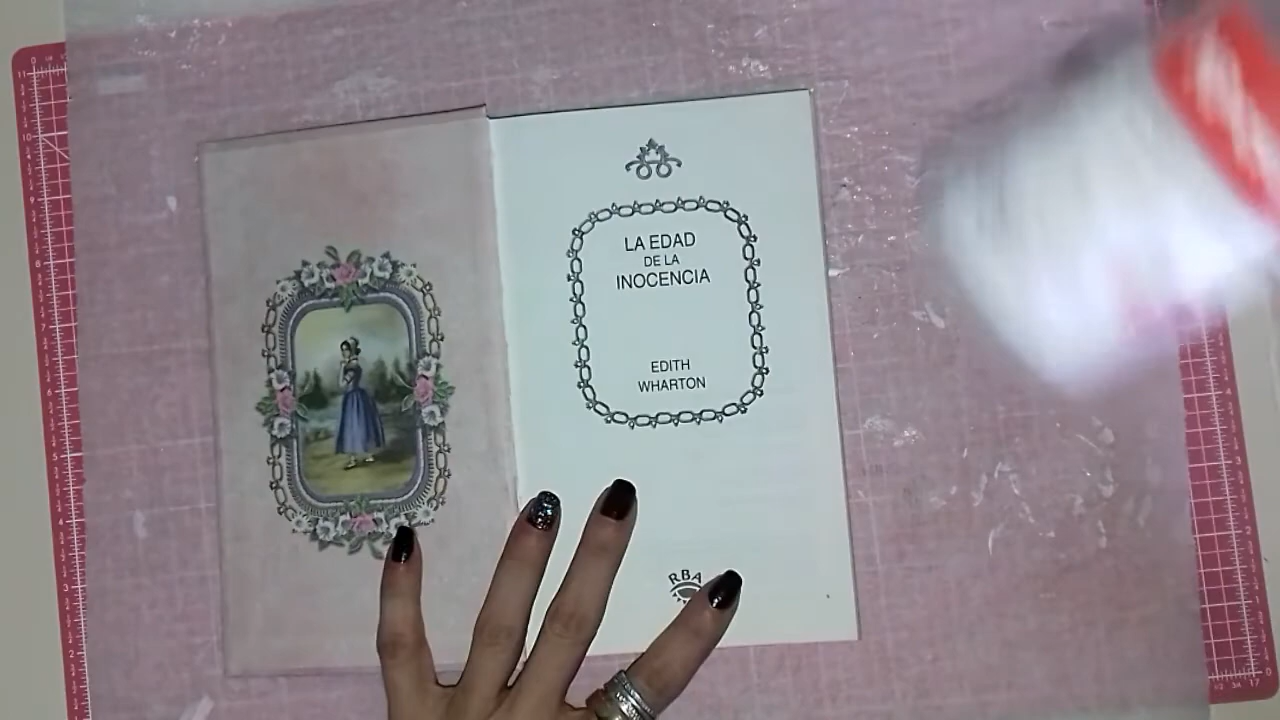 LA EDAD
DE LA
INOCENCIA
EDITH
WHARTON
RBA